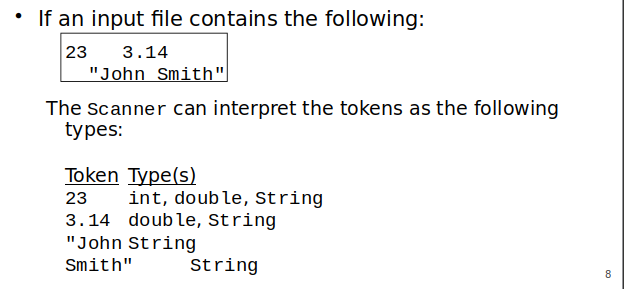 • If an input file contains the following:
23 3.14
"John Smith"
The Scanner can interpret the tokens as the following
types:
Token Type(s)
23 int, double, String
3.14 double, String
"John String
Smith" String
8